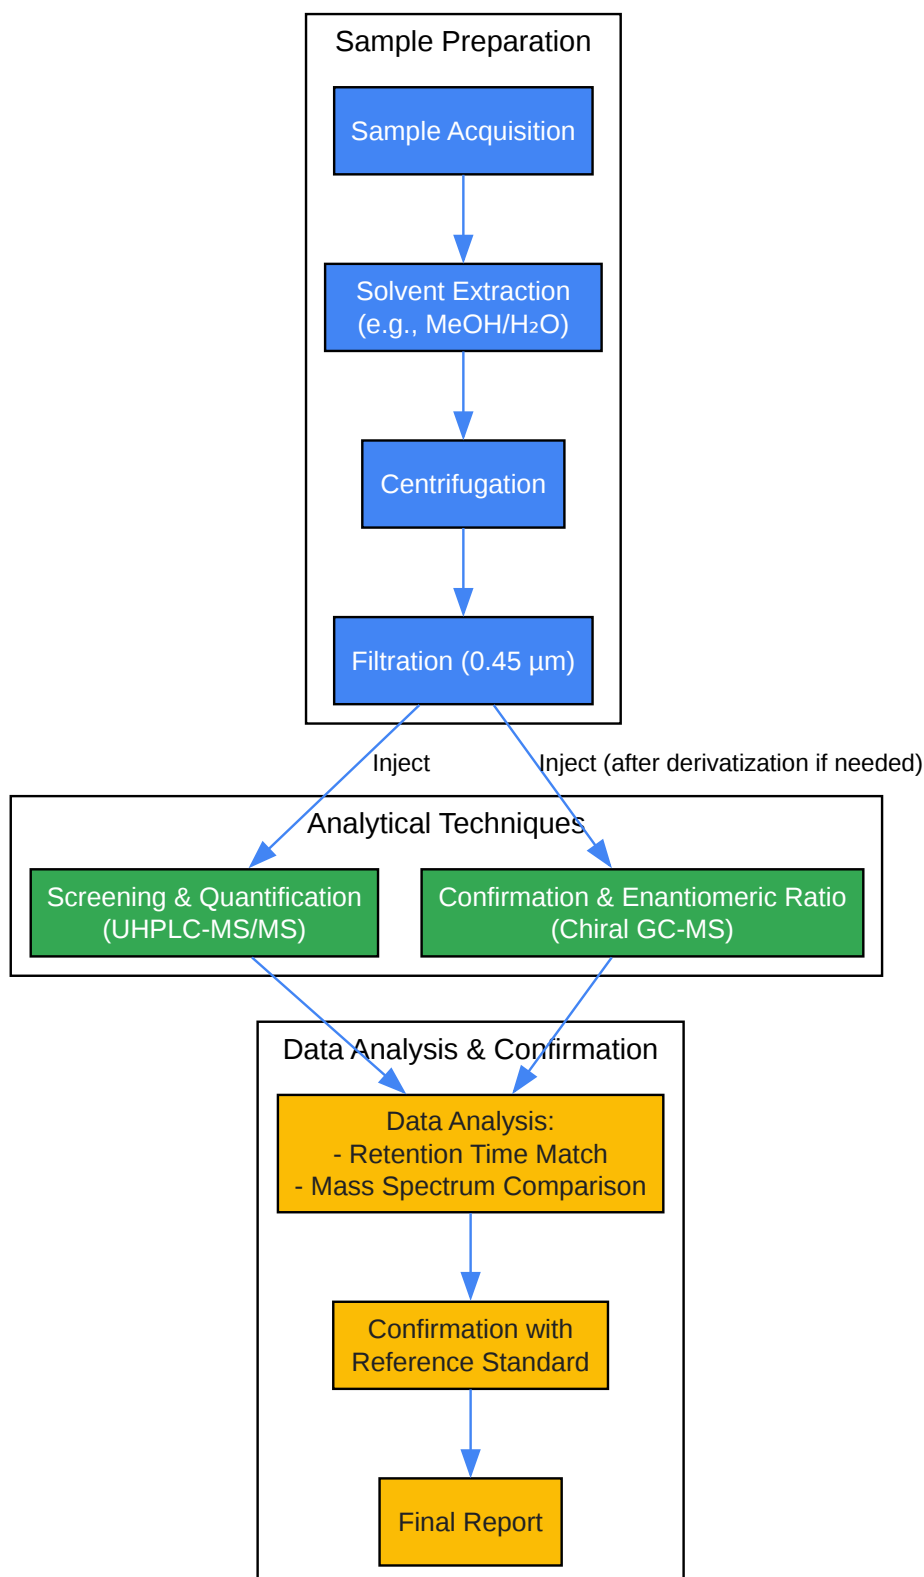 Sample Preparation
Sample Acquisition
Solvent Extraction
(e.g., MeOH/H₂O)
Centrifugation
Filtration (0.45 µm)
Inject
Inject (after derivatization if needed)
Analytical Techniques
Screening & Quantification
(UHPLC-MS/MS)
Confirmation & Enantiomeric Ratio
(Chiral GC-MS)
Data Analysis & Confirmation
Data Analysis:
- Retention Time Match
- Mass Spectrum Comparison
Confirmation with
Reference Standard
Final Report